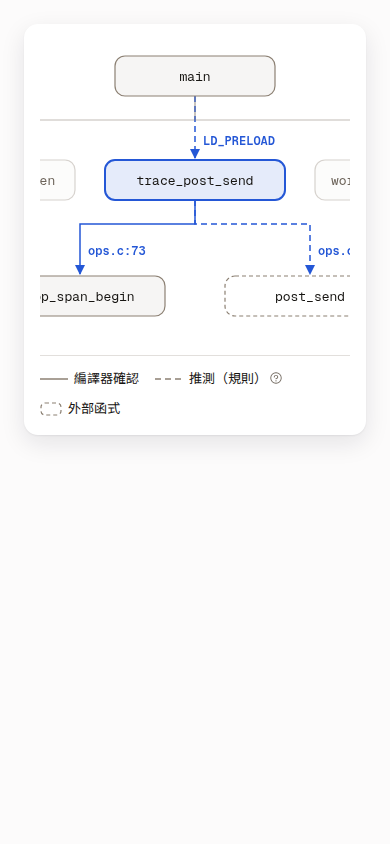 main
LD_PRELOAD
en trace_post_send wor
ops.c:73 ops.c
p_span_begin post_send
編譯器確認 推測（規則） ?
外部函式